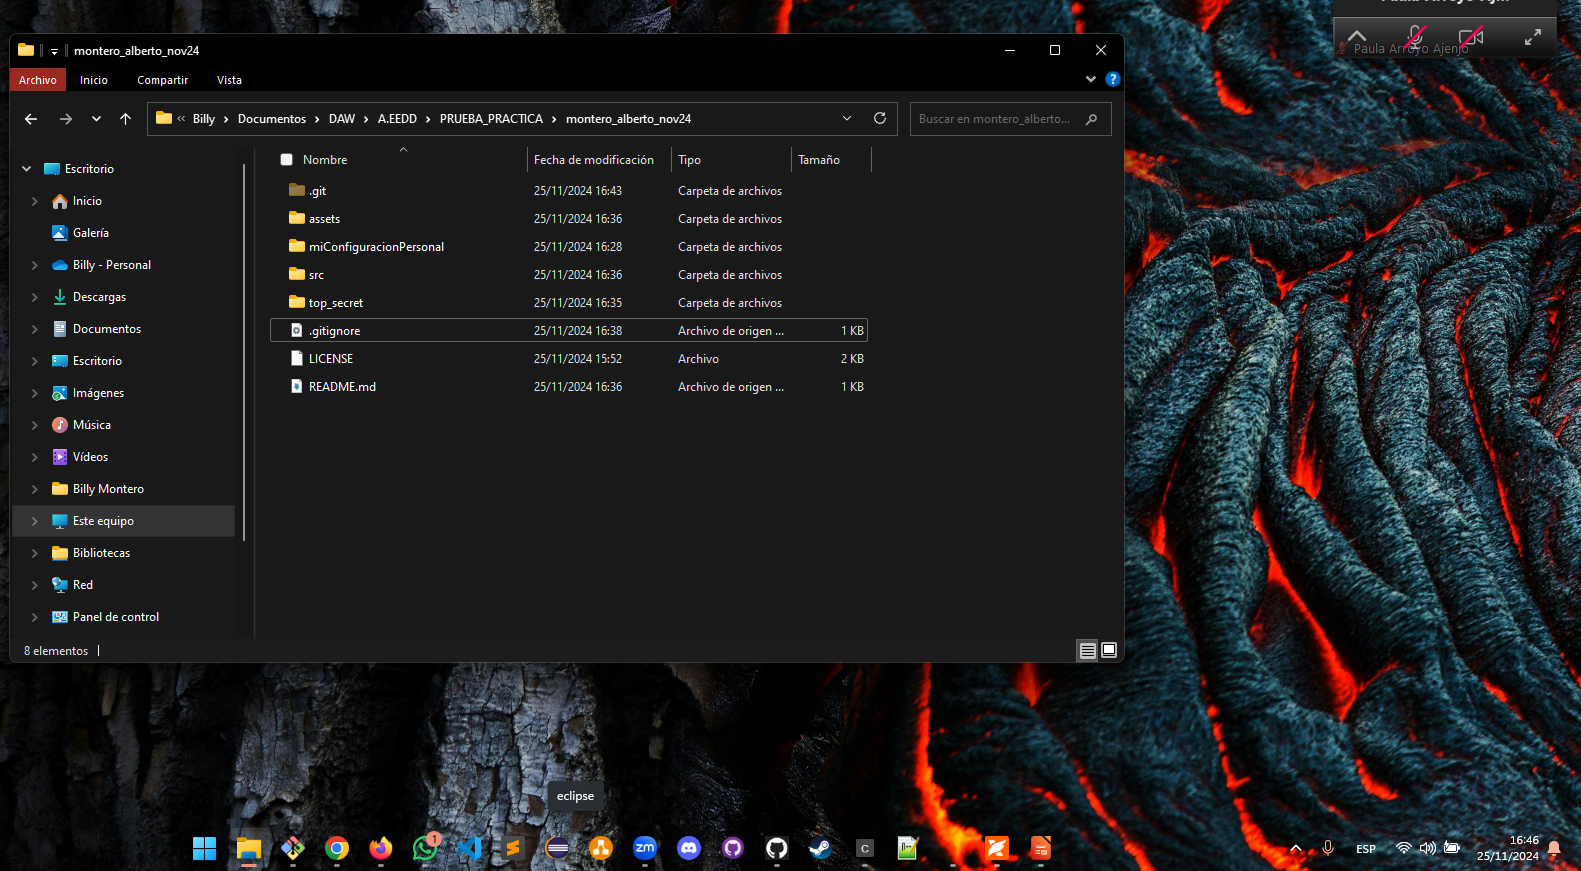 montero_alberto_nov24
Archivo Inicio Compartir Vista
Billy Documentos DAW A.EEDD PRUEBA_PRACTICA montero_alberto_nov24
Buscar en montero_alberto...
Nombre Fecha de modificación Tipo Tamaño
.git 25/11/2024 16:43 Carpeta de archivos
assets 25/11/2024 16:36 Carpeta de archivos
miConfiguracionPersonal 25/11/2024 16:28 Carpeta de archivos
src 25/11/2024 16:36 Carpeta de archivos
top_secret 25/11/2024 16:35 Carpeta de archivos
.gitignore 25/11/2024 16:38 Archivo de origen ... 1 KB
LICENSE 25/11/2024 15:52 Archivo 2 KB
README.md 25/11/2024 16:36 Archivo de origen ... 1 KB
Escritorio
Inicio
Galería
Billy - Personal
Descargas
Documentos
Escritorio
Imágenes
Música
Vídeos
Billy Montero
Este equipo
Bibliotecas
Red
Panel de control
8 elementos
Paula Arroyo Ajenjo
eclipse
1
zm
C
ESP
16:46
25/11/2024